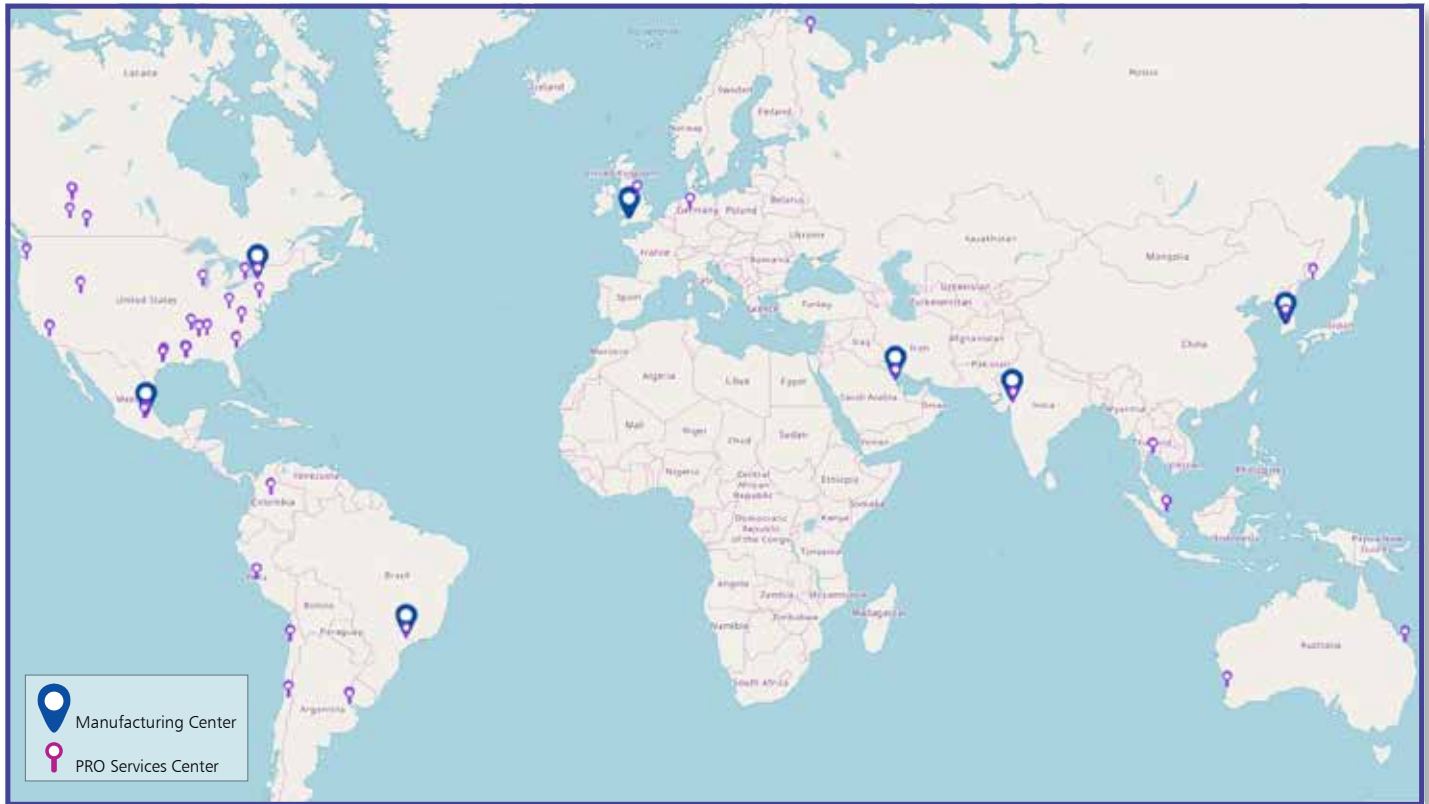 Canada
Iceland
Sweden
Finland
Norway
Russia
United Kingdom
Germany
Poland
Belarus
Ukraine
France
Romania
Kazakhstan
Mongolia
Uzbekistan
Turkmenistan
Spain
Italy
Greece
Turkey
United States
Morocco
Iraq
Iran
Afghanistan
Pakistan
China
Algeria
Libya
Egypt
Saudi Arabia
Oman
India
Myanmar
Mali
Niger
Chad
Sudan
Yemen
Thailand
Vietnam
Philippines
Venezuela
Colombia
Nigeria
Central
African
Republic
Ethiopia
Somalia
Democratic
Republic
of the Congo
Kenya
Tanzania
Indonesia
Papua New
Guinea
Brazil
Bolivia
Paraguay
Angola
Zambia
Mozambique
Madagascar
Namibia
Zimbabwe
South Africa
Australia
Argentina
Manufacturing Center
PRO Services Center